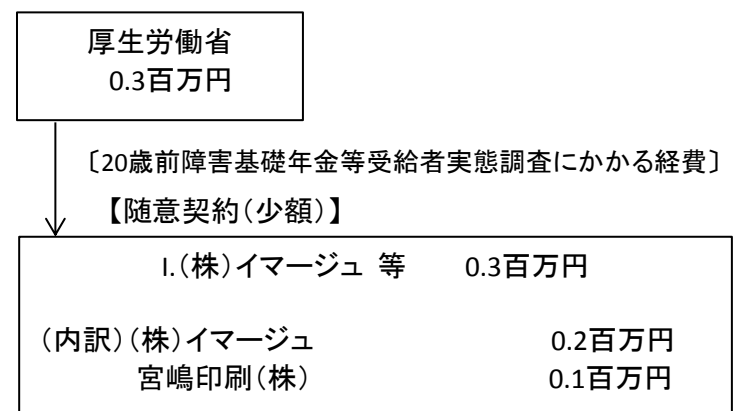 厚生労働省
0.3百万円
〔20歳前障害基礎年金等受給者実態調査にかかる経費〕
【随意契約(少額)】
I.(株)イマージュ 等 0.3百万円
(内訳)(株)イマージュ 0.2百万円
宮嶋印刷(株) 0.1百万円